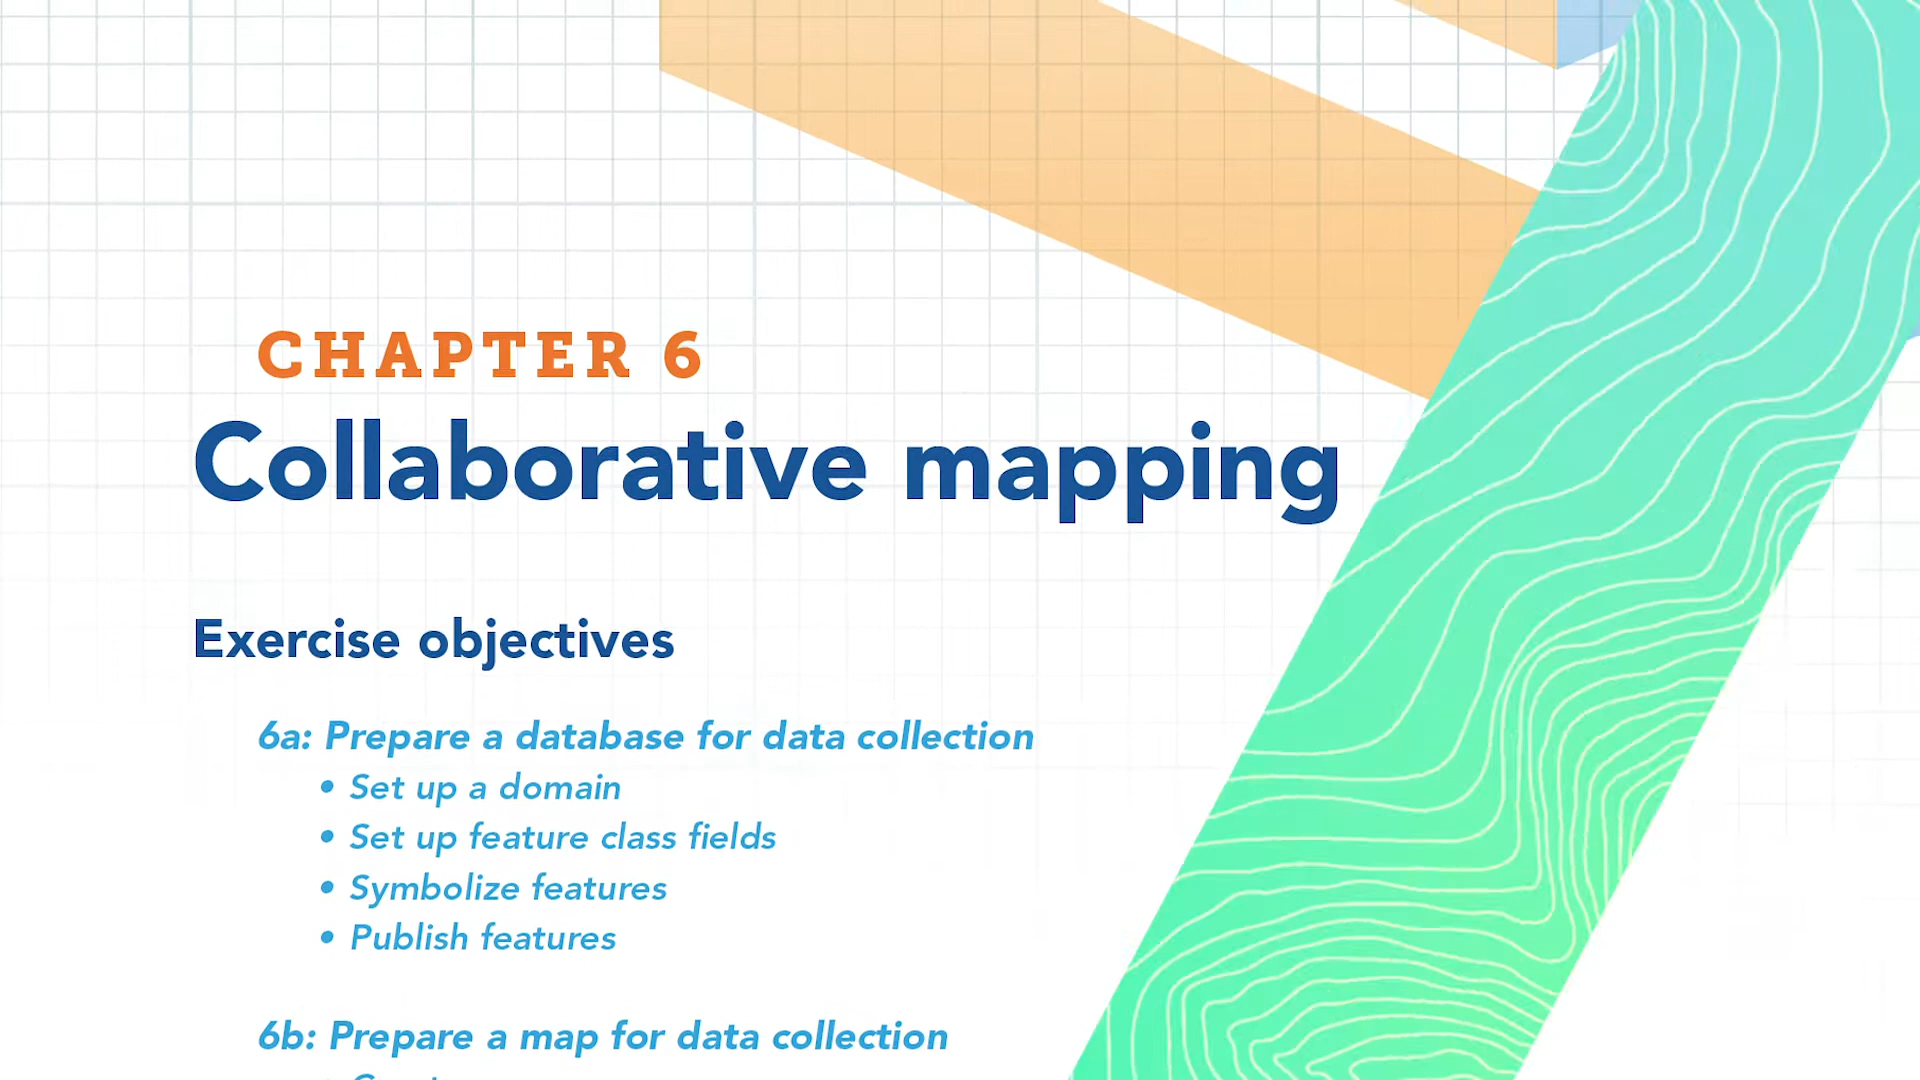 CHAPTER 6
Collaborative mapping
Exercise objectives
6a: Prepare a database for data collection
• Set up a domain
• Set up feature class fields
• Symbolize features
• Publish features
6b: Prepare a map for data collection